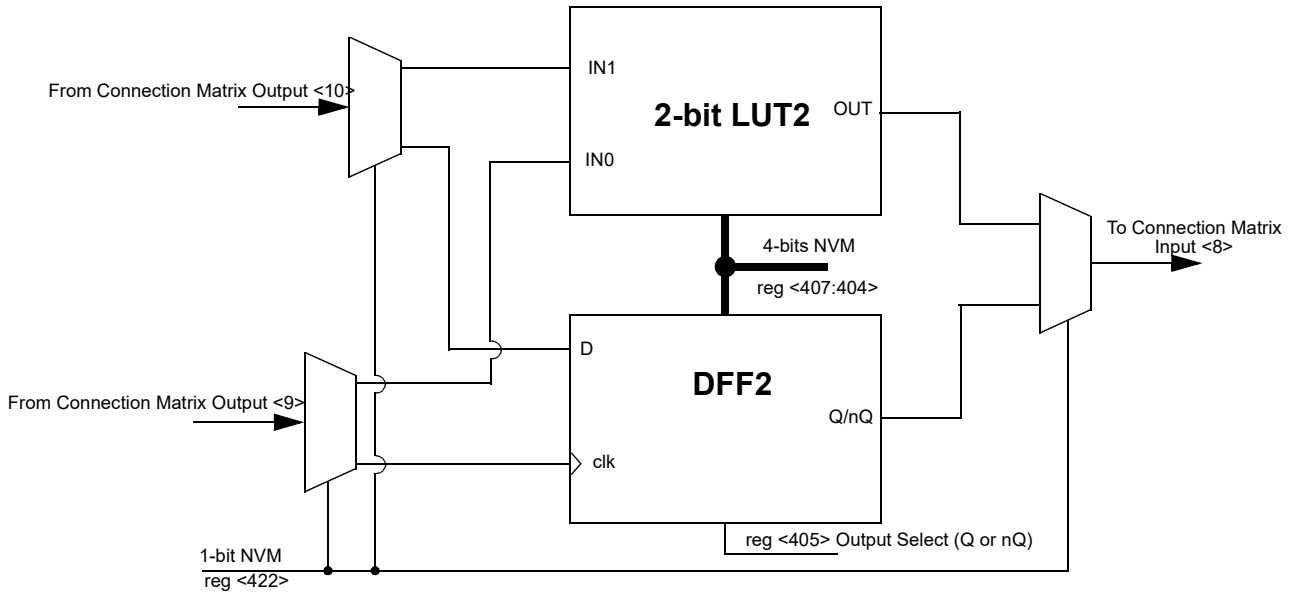 From Connection Matrix Output <10>
IN1
2-bit LUT2
OUT
IN0
4-bits NVM
reg <407:404>
To Connection Matrix
Input <8>
D
DFF2
From Connection Matrix Output <9>
Q/nQ
clk
reg <405> Output Select (Q or nQ)
1-bit NVM
reg <422>